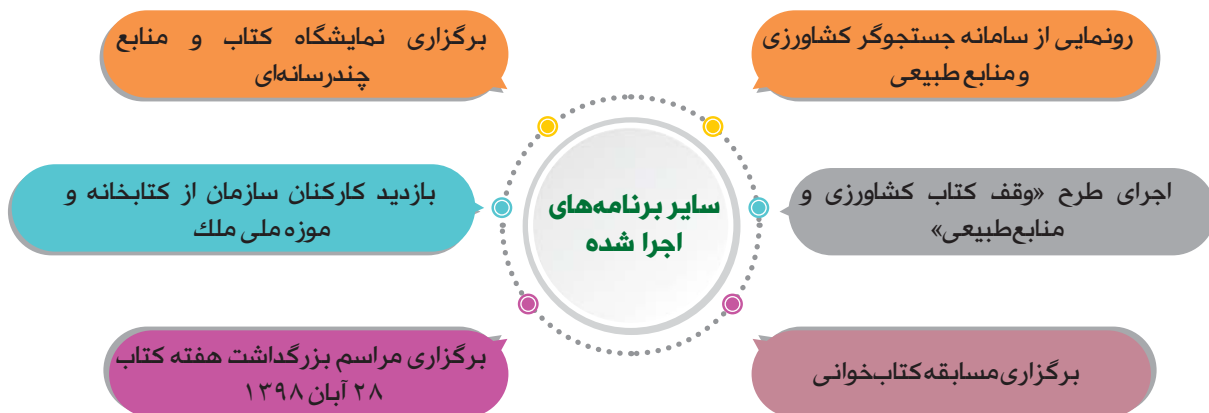 رونمایی از سامانه جستجوگر کشاورزی
و منابع طبیعی
برگزاری نمایشگاه کتاب و منابع
چندرسانه‌ای
اجرای طرح «وقف کتاب کشاورزی و
منابع‌طبیعی»
سایر برنامه‌های
اجرا شده
بازدید کارکنان سازمان از کتابخانه و
موزه ملی ملك
برگزاری مسابقه کتاب‌خوانی
برگزاری مراسم بزرگداشت هفته کتاب
۲۸ آبان ۱۳۹۸